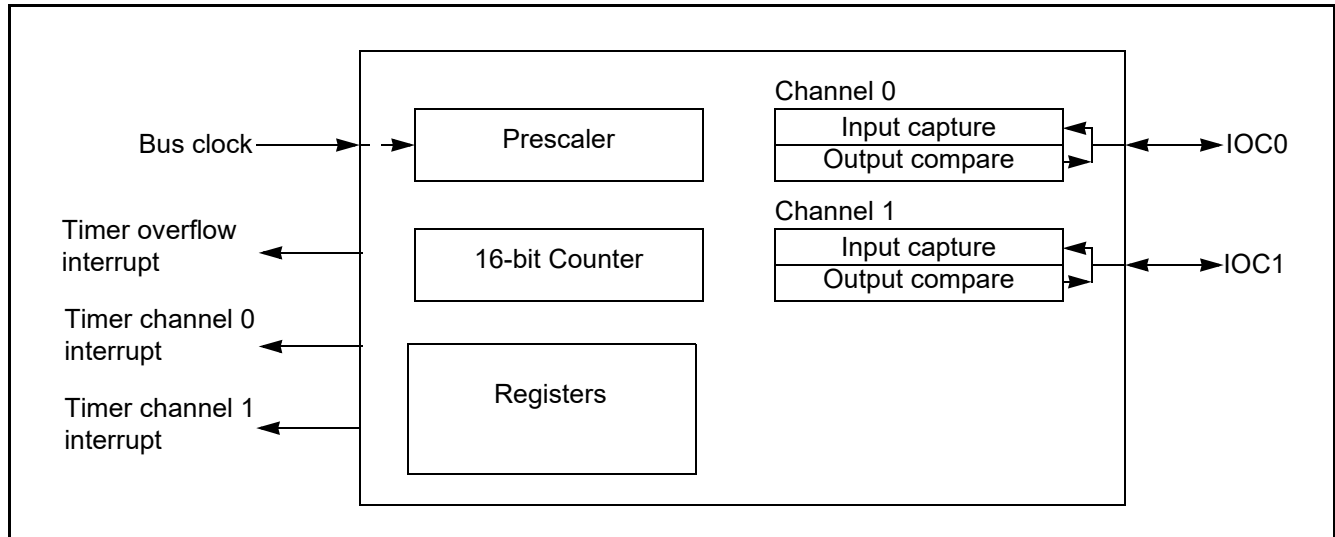 Channel 0
Bus clock
Prescaler
Input capture
Output compare
IOC0
Timer overflow
interrupt
16-bit Counter
Channel 1
Input capture
Output compare
IOC1
Timer channel 0
interrupt
Registers
Timer channel 1
interrupt